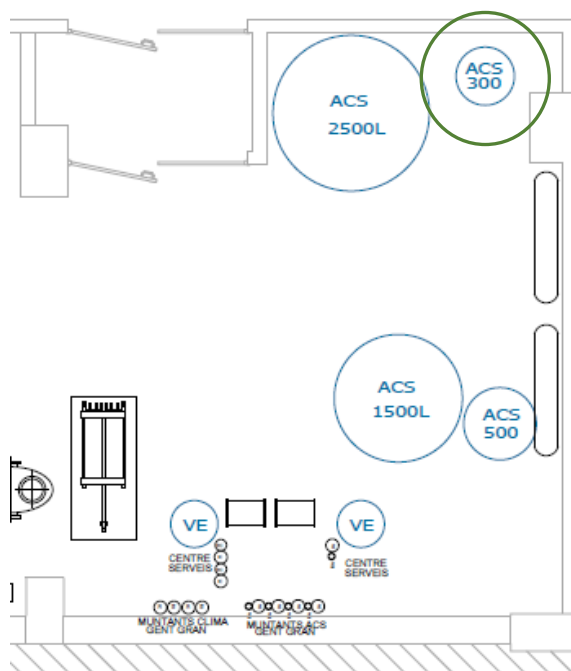 ACS
2500L
ACS
300
ACS
1500L
ACS
500
VE
VE
CENTRE
SERVEIS
CENTRE
SERVEIS
MUNTANTS CLIMA
GENT GRAN
MUNTANTS ACS
GENT GRAN